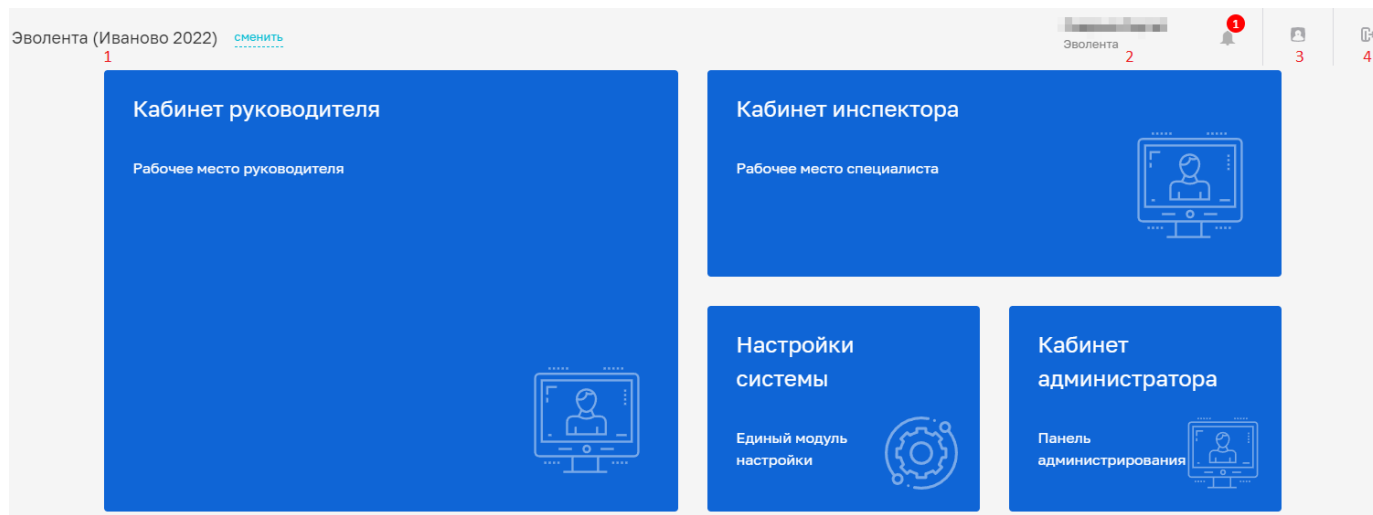 Эволента (Иваново 2022) сменить
1
Эволента
2
1
3
4
Кабинет руководителя
Рабочее место руководителя
Кабинет инспектора
Рабочее место специалиста
Настройки
системы
Единый модуль
настройки
Кабинет
администратора
Панель
администрирования